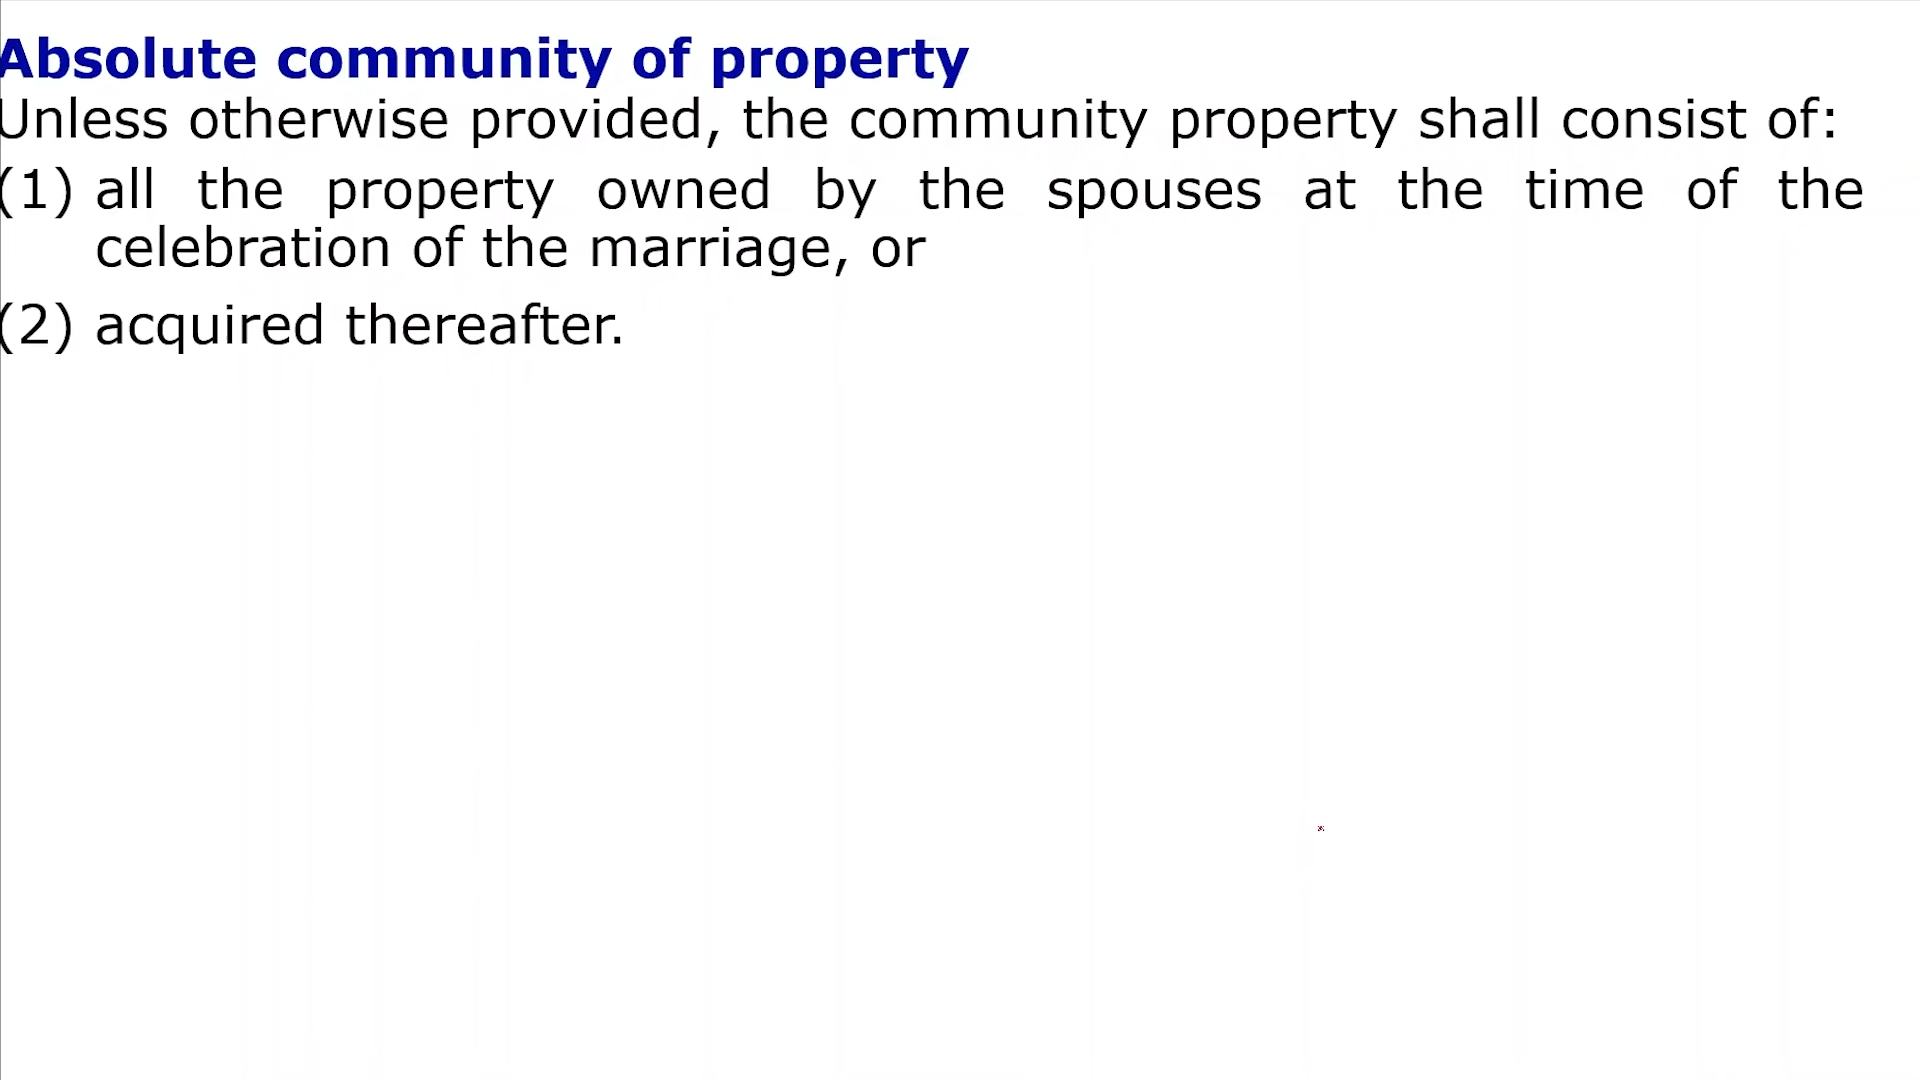 Absolute community of property
Unless otherwise provided, the community property shall consist of:
(1) all the property owned by the spouses at the time of the
celebration of the marriage, or
(2) acquired thereafter.